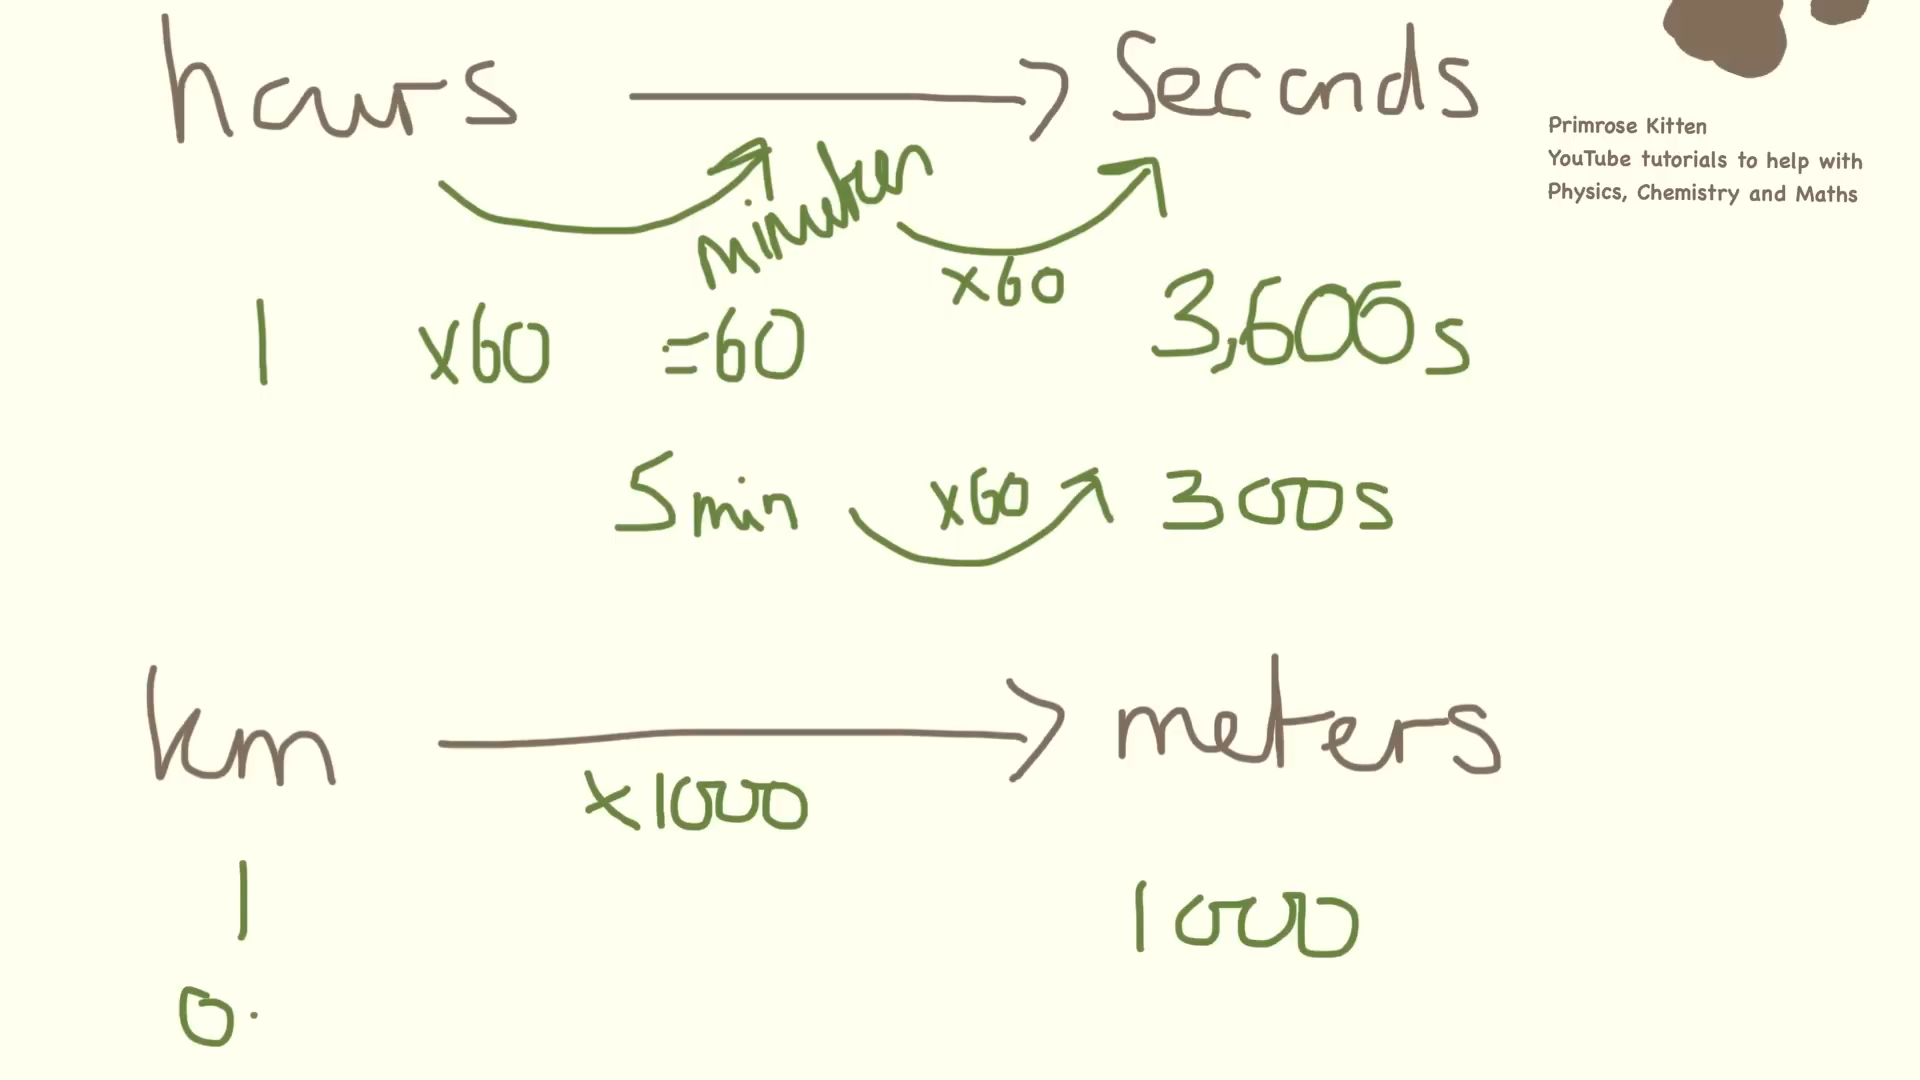 hours → Seconds
minutes
x60
1 x60 =60 3,600s
5min x60 300s
km → meters
x1000
1 1000
0.
Primrose Kitten
YouTube tutorials to help with
Physics, Chemistry and Maths